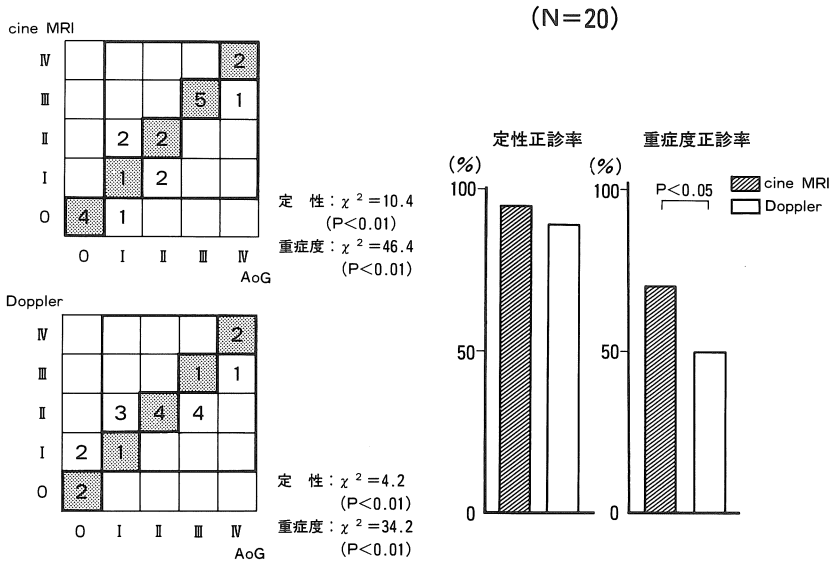 (N=20)
cine MRI
Ⅳ 2
Ⅲ 5 1
Ⅱ 2 2
Ⅰ 1 2
0 4 1
0 Ⅰ Ⅱ Ⅲ Ⅳ
AoG
定 性:χ²=10.4
(P<0.01)
重症度:χ²=46.4
(P<0.01)
Doppler
Ⅳ 2
Ⅲ 1 1
Ⅱ 3 4 4
Ⅰ 2 1
0 2
0 Ⅰ Ⅱ Ⅲ Ⅳ
AoG
定 性:χ²=4.2
(P<0.01)
重症度:χ²=34.2
(P<0.01)
定性正診率
(%)
100
50
0
重症度正診率
(%)
100
50
0
P<0.05
cine MRI
Doppler